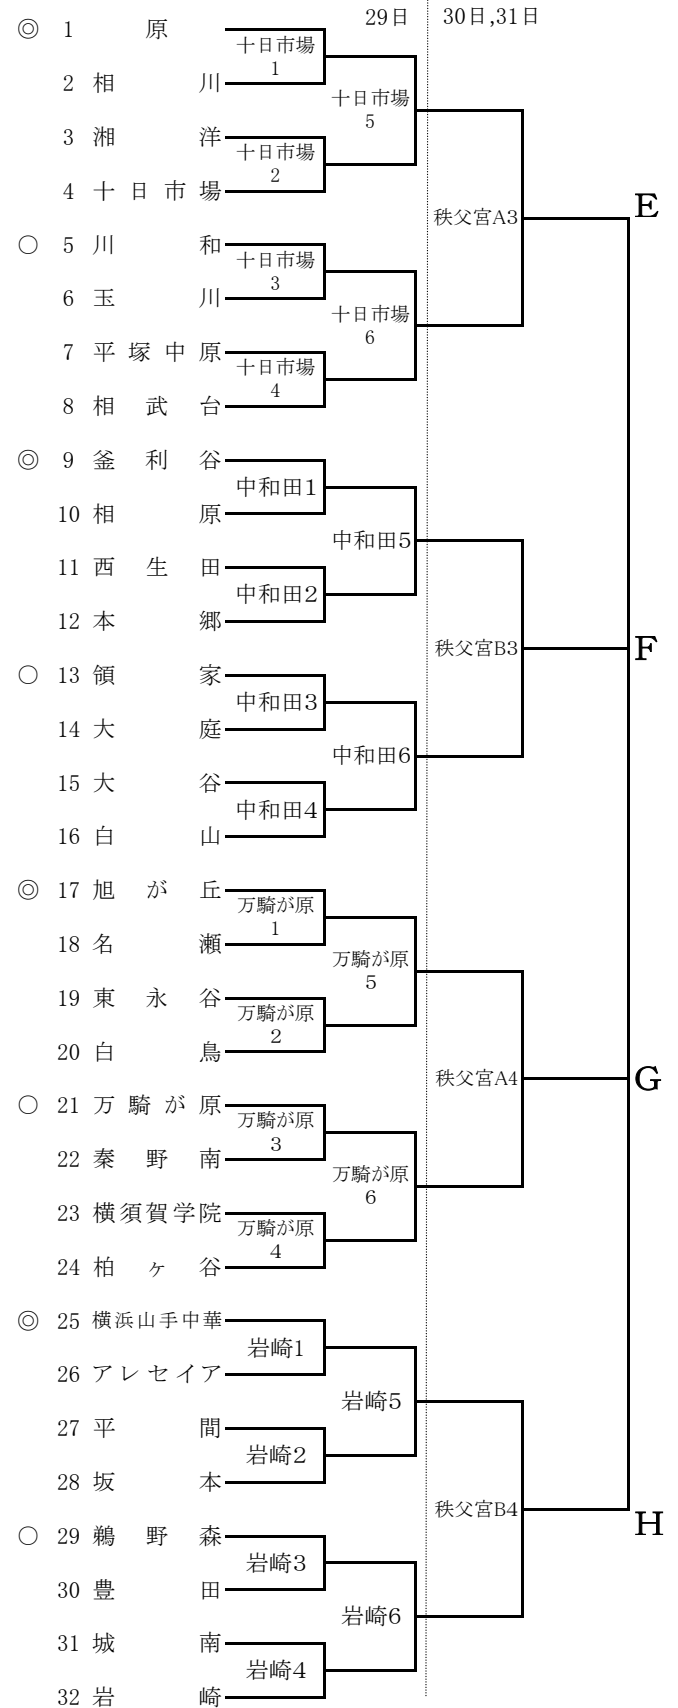 29日 30日,31日
◎ 1 原
十日市場
1
2 相川
十日市場
5
3 湘洋
十日市場
2
4 十日市場
秩父宮A3
E
○ 5 川和
十日市場
3
6 玉川
十日市場
6
7 平塚中原
十日市場
4
8 相武台
◎ 9 釜利谷
中和田1
10 相原
中和田5
11 西生田
中和田2
12 本郷
秩父宮B3
F
○ 13 領家
中和田3
14 大庭
中和田6
15 大谷
中和田4
16 白山
◎ 17 旭が丘
万騎が原
1
18 名瀬
万騎が原
5
19 東永谷
万騎が原
2
20 白鳥
秩父宮A4
G
○ 21 万騎が原
万騎が原
3
22 秦野南
万騎が原
6
23 横須賀学院
万騎が原
4
24 柏ヶ谷
◎ 25 横浜山手中華
岩崎1
26 アレセイア
岩崎5
27 平間
岩崎2
28 坂本
秩父宮B4
H
○ 29 鵜野森
岩崎3
30 豊田
岩崎6
31 城南
岩崎4
32 岩崎